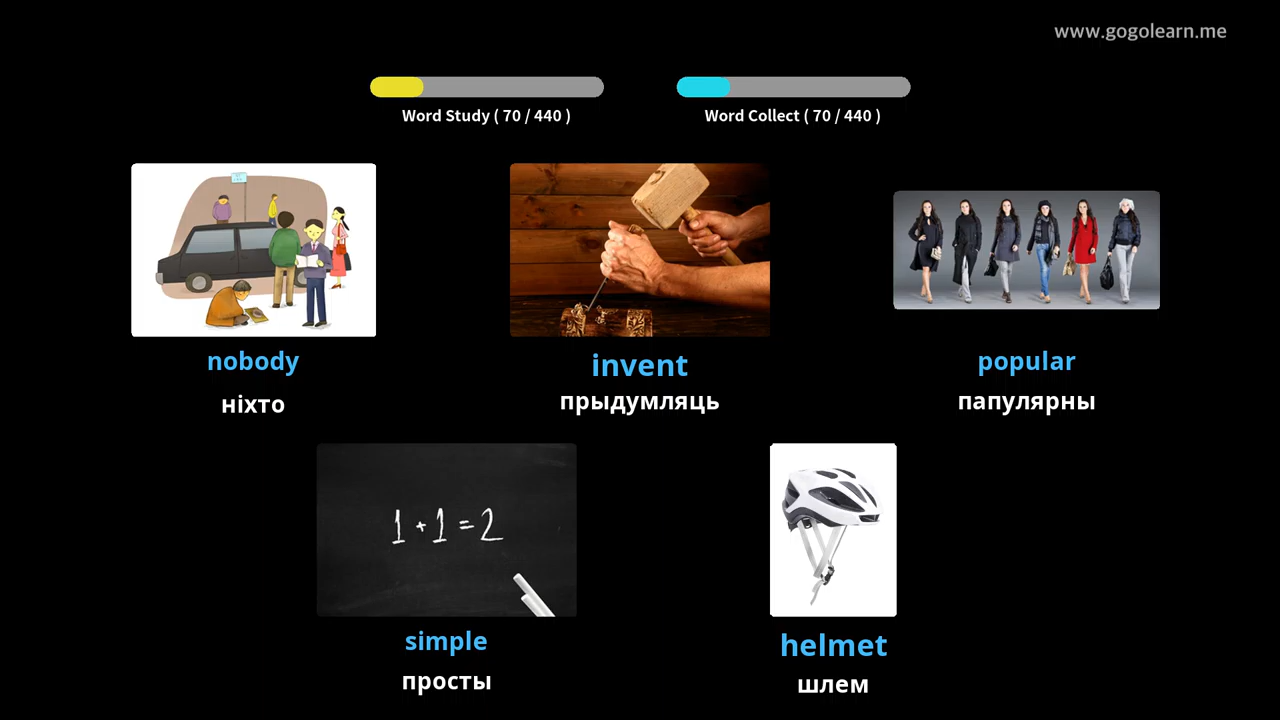 www.gogolearn.me
Word Study ( 70 / 440 )
Word Collect ( 70 / 440 )
nobody
ніхто
invent
прыдумляць
popular
папулярны
1 + 1 = 2
simple
просты
helmet
шлем